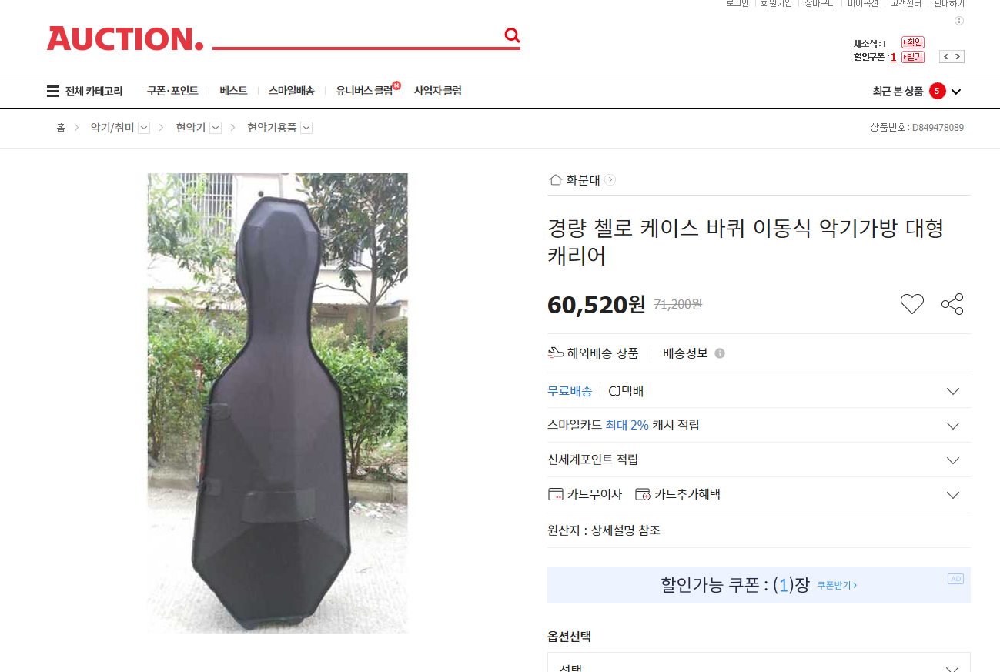 로그인 회원가입 장바구니 마이옥션 고객센터 판매하기
AUCTION.
새소식 : 1 확인
할인쿠폰 : 1 받기
전체 카테고리 쿠폰·포인트 베스트 스마일배송 유니버스 클럽 N 사업자 클럽 최근 본 상품 5
홈 악기/취미 현악기 현악기용품 상품번호 : D849478089
화분대
경량 첼로 케이스 바퀴 이동식 악기가방 대형
캐리어
60,520원 71,200원
해외배송 상품 배송정보
무료배송 CJ택배
스마일카드 최대 2% 캐시 적립
신세계포인트 적립
카드무이자 카드추가혜택
원산지 : 상세설명 참조
할인가능 쿠폰 : (1)장 쿠폰받기 AD
옵션선택
선택